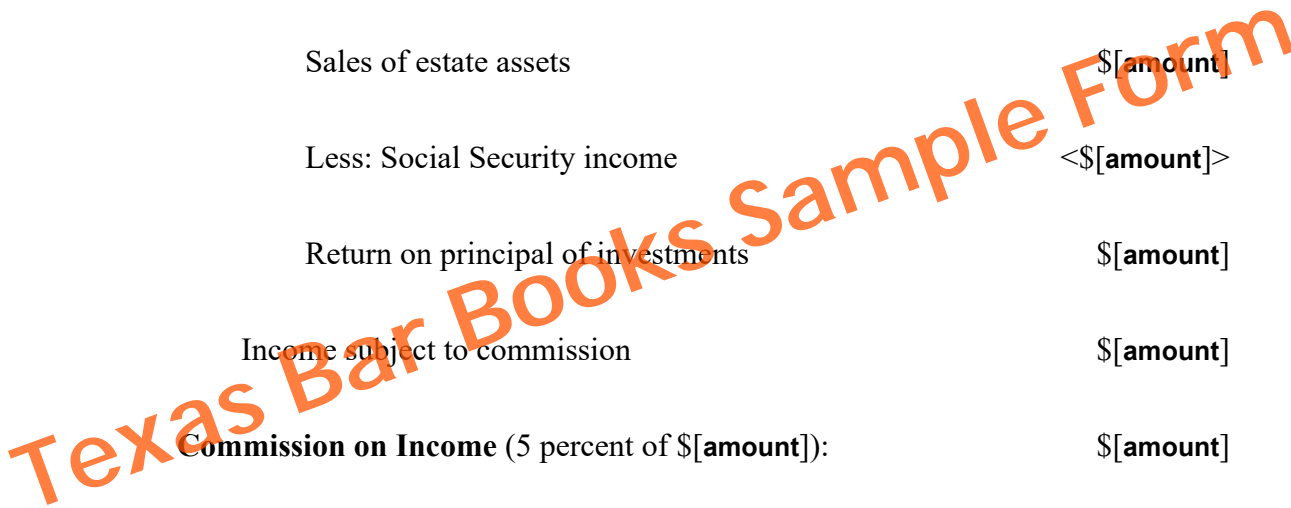 Sales of estate assets $[amount]
Less: Social Security income <$[amount]>
Return on principal of investments $[amount]
Income subject to commission $[amount]
Commission on Income (5 percent of $[amount]): $[amount]
Texas Bar Books Sample Form